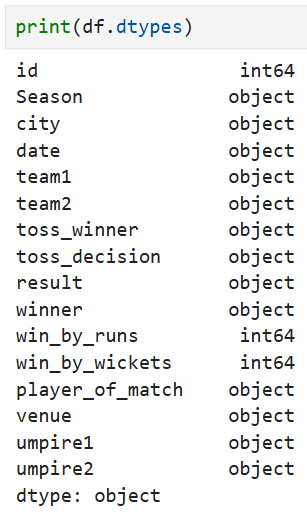 print(df.dtypes)
id int64
Season object
city object
date object
team1 object
team2 object
toss_winner object
toss_decision object
result object
winner object
win_by_runs int64
win_by_wickets int64
player_of_match object
venue object
umpire1 object
umpire2 object
dtype: object